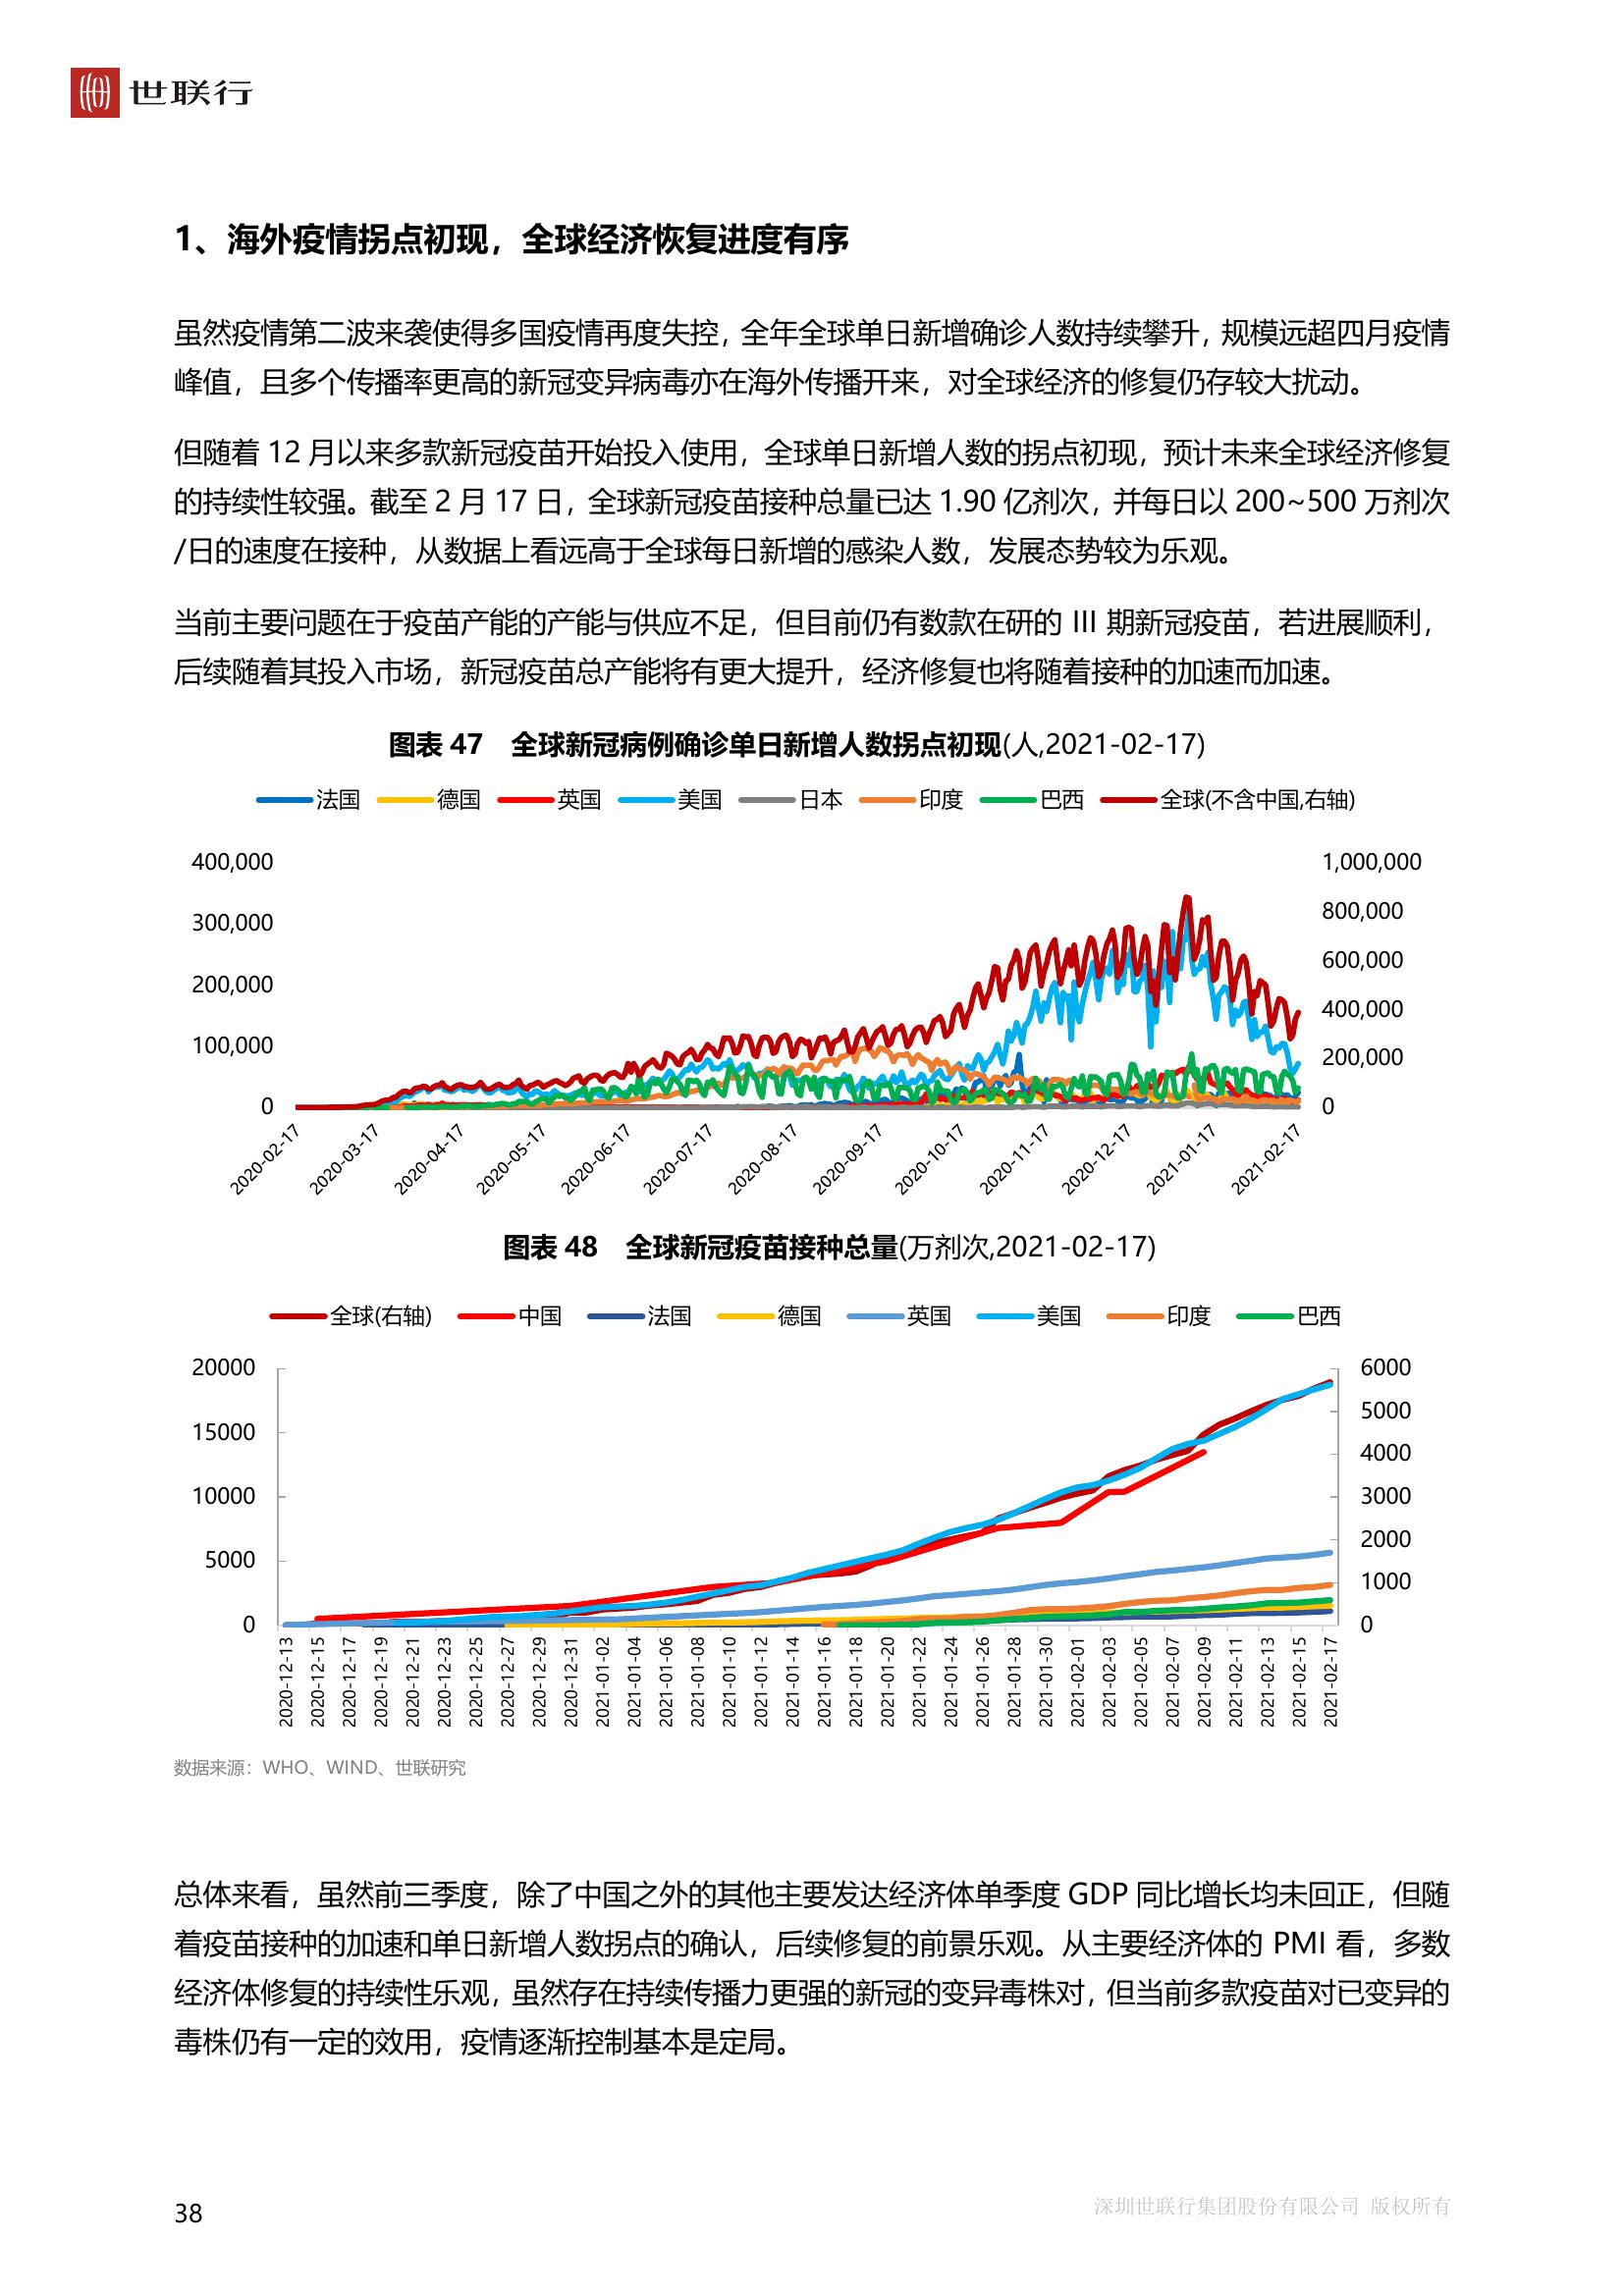 世联行
1、海外疫情拐点初现，全球经济恢复进度有序
虽然疫情第二波来袭使得多国疫情再度失控，全年全球单日新增确诊人数持续攀升，规模远超四月疫情
峰值，且多个传播率更高的新冠变异病毒亦在海外传播开来，对全球经济的修复仍存较大扰动。
但随着 12 月以来多款新冠疫苗开始投入使用，全球单日新增人数的拐点初现，预计未来全球经济修复
的持续性较强。截至 2 月 17 日，全球新冠疫苗接种总量已达 1.90 亿剂次，并每日以 200~500 万剂次
/日的速度在接种，从数据上看远高于全球每日新增的感染人数，发展态势较为乐观。
当前主要问题在于疫苗产能的产能与供应不足，但目前仍有数款在研的 III 期新冠疫苗，若进展顺利，
后续随着其投入市场，新冠疫苗总产能将有更大提升，经济修复也将随着接种的加速而加速。
图表 47 全球新冠病例确诊单日新增人数拐点初现(人,2021-02-17)
法国 德国 英国 美国 日本 印度 巴西 全球(不含中国,右轴)
400,000 1,000,000
300,000 800,000
200,000 600,000
100,000 400,000
0 200,000
0
2020-02-17 2020-03-17 2020-04-17 2020-05-17 2020-06-17 2020-07-17 2020-08-17 2020-09-17 2020-10-17 2020-11-17 2020-12-17 2021-01-17 2021-02-17
图表 48 全球新冠疫苗接种总量(万剂次,2021-02-17)
全球(右轴) 中国 法国 德国 英国 美国 印度 巴西
20000 6000
15000 5000
10000 4000
5000 3000
0 2000
1000
0
2020-12-13 2020-12-15 2020-12-17 2020-12-19 2020-12-21 2020-12-23 2020-12-25 2020-12-27 2020-12-29 2020-12-31 2021-01-02 2021-01-04 2021-01-06 2021-01-08 2021-01-10 2021-01-12 2021-01-14 2021-01-16 2021-01-18 2021-01-20 2021-01-22 2021-01-24 2021-01-26 2021-01-28 2021-01-30 2021-02-01 2021-02-03 2021-02-05 2021-02-07 2021-02-09 2021-02-11 2021-02-13 2021-02-15 2021-02-17
数据来源：WHO、WIND、世联研究
总体来看，虽然前三季度，除了中国之外的其他主要发达经济体单季度 GDP 同比增长均未回正，但随
着疫苗接种的加速和单日新增人数拐点的确认，后续修复的前景乐观。从主要经济体的 PMI 看，多数
经济体修复的持续性乐观，虽然存在持续传播力更强的新冠的变异毒株对，但当前多款疫苗对已变异的
毒株仍有一定的效用，疫情逐渐控制基本是定局。
38
深圳世联行集团股份有限公司 版权所有